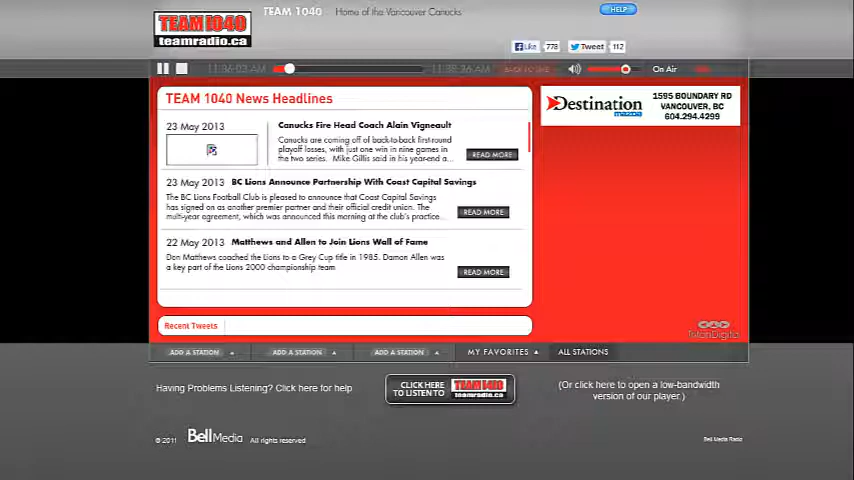 TEAM 1040
teamradio.ca
TEAM 1040 Home of the Vancouver Canucks
HELP
Like 778 Tweet 112
11:56:03 AM
BACK TO LIVE
On Air
TEAM 1040 News Headlines
23 May 2013
Canucks Fire Head Coach Alain Vigneault
Canucks are coming off of back-to-back first-round
playoff losses, with just one win in nine games in
the two series. Mike Gillis said in his year-end a...
READ MORE
23 May 2013 BC Lions Announce Partnership With Coast Capital Savings
The BC Lions Football Club is pleased to announce that Coast Capital Savings
has signed on as another premier partner and their official credit union. The
multi-year agreement, which was announced this morning at the club's practice...
READ MORE
22 May 2013 Matthews and Allen to Join Lions Wall of Fame
Don Matthews coached the Lions to a Grey Cup title in 1985. Damon Allen was
a key part of the Lions 2000 championship team
READ MORE
Destination
1595 BOUNDARY RD
VANCOUVER, BC
604.294.4299
Recent Tweets
TritonDigital
ADD A STATION ADD A STATION ADD A STATION MY FAVORITES ALL STATIONS
Having Problems Listening? Click here for help
CLICK HERE
TO LISTEN TO
TEAM 1040
teamradio.ca
(Or click here to open a low-bandwidth
version of our player.)
© 2011 Bell Media All rights reserved
Bell Media Radio